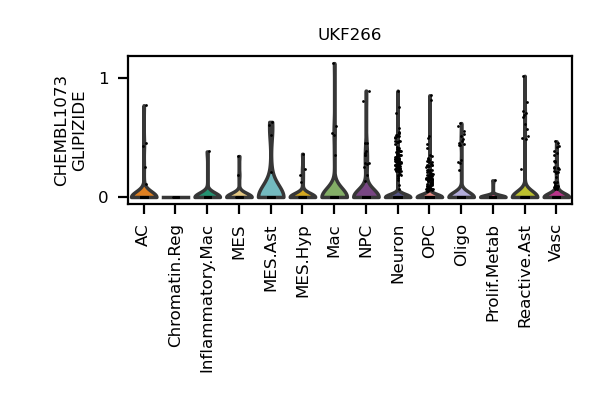 UKF266
CHEMBL1073
GLIPIZIDE
1
0
AC
Chromatin.Reg
Inflammatory.Mac
MES
MES.Ast
MES.Hyp
Mac
NPC
Neuron
OPC
Oligo
Prolif.Metab
Reactive.Ast
Vasc